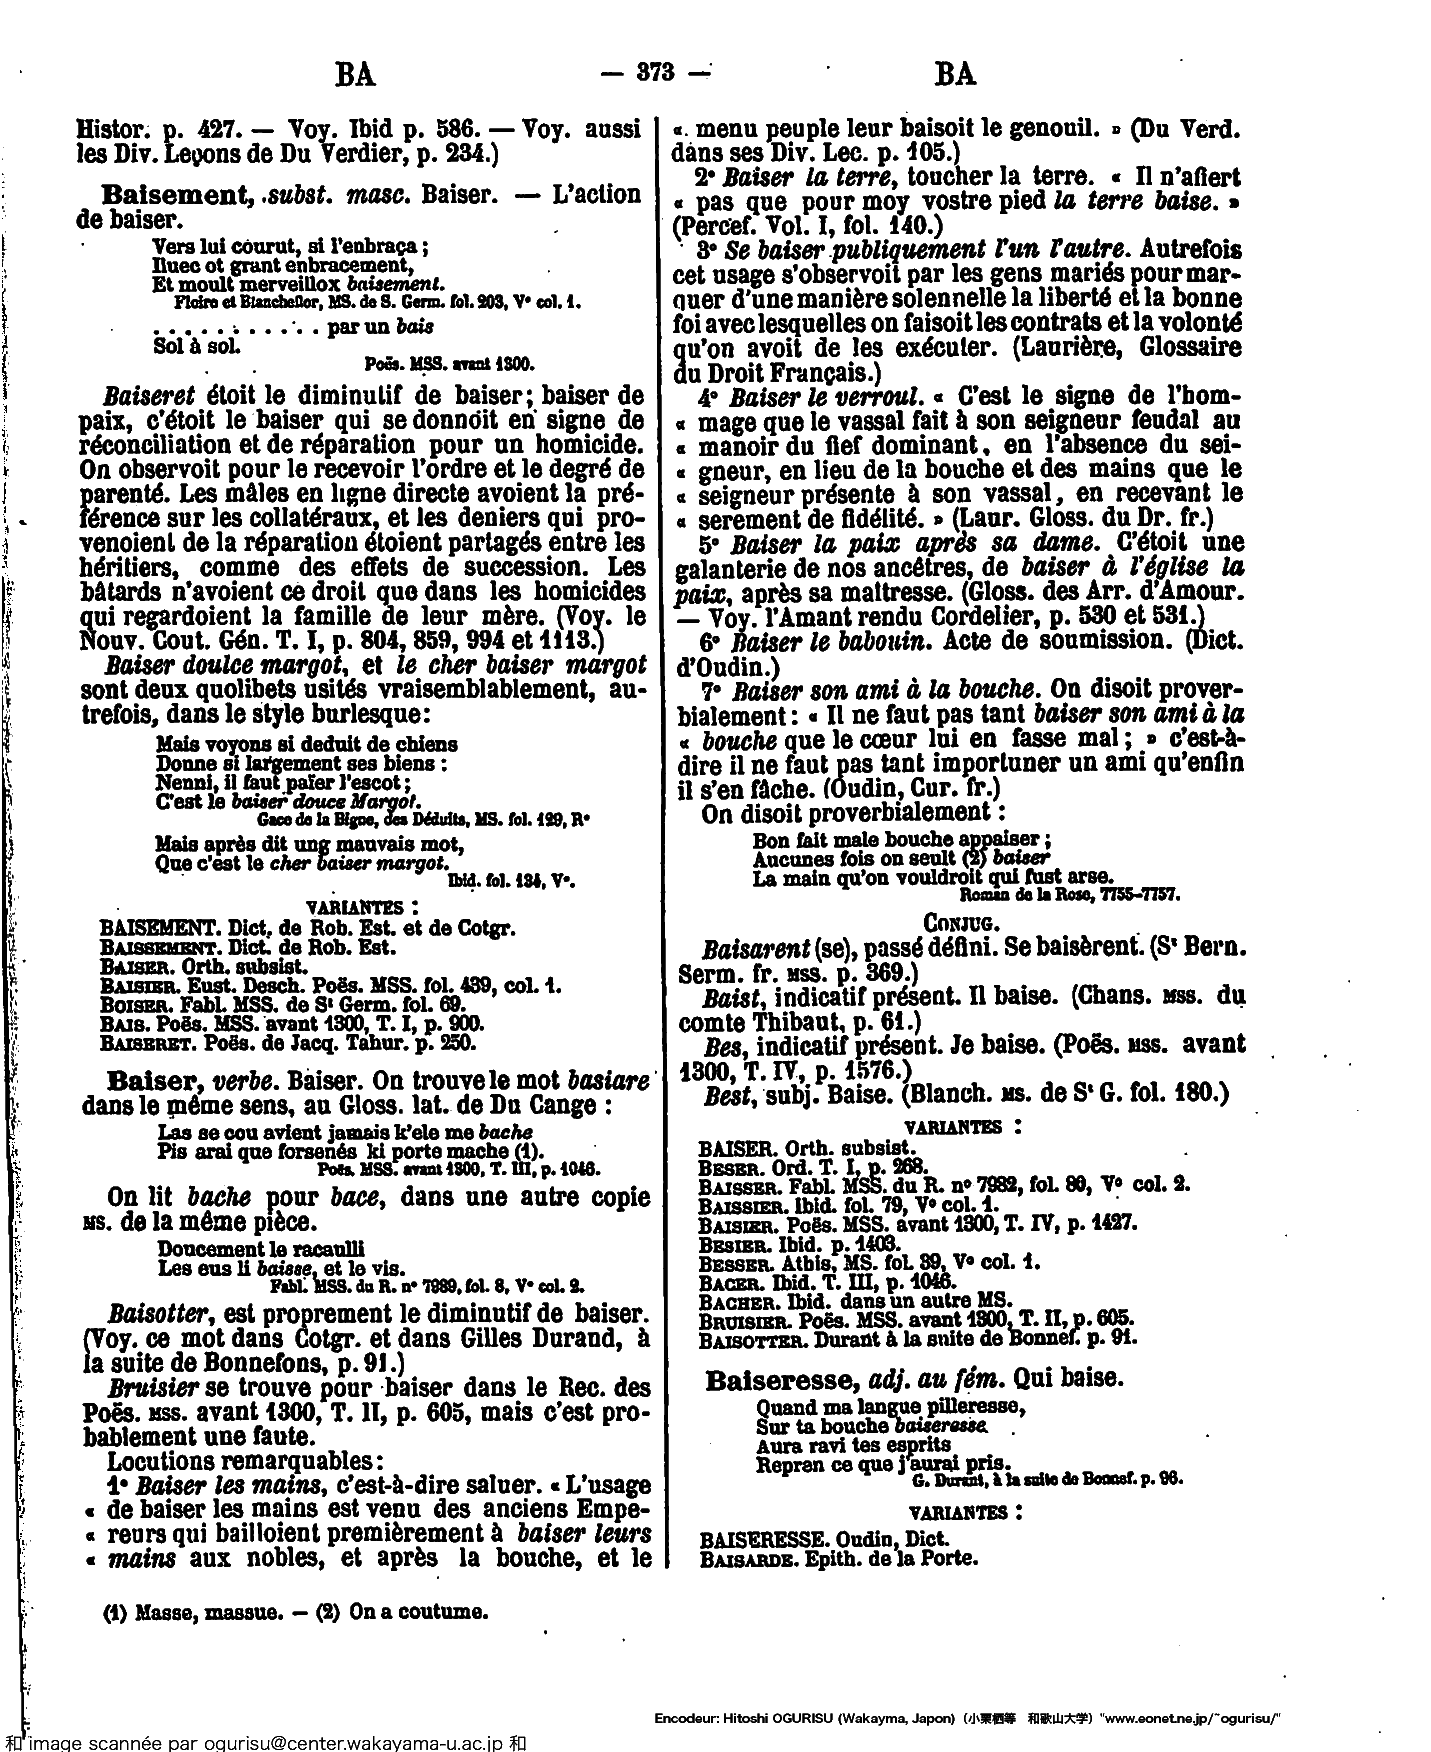 BA — 373 — BA
Histor. p. 427. — Voy. Ibid p. 586. — Voy. aussi
les Div. Leçons de Du Verdier, p. 234.)
Baisement, subst. masc. Baiser. — L'action
de baiser.
Vers lui courut, si l'enbraça ;
Iluec ot grant enbracement,
Et moult merveillox baisement.
Floire et Blancheflor, MS. de S. Germ. fol. 203, V° col. 1.
. . . . . . . . . . . . par un bais
Sol à sol.
Poës. MSS. avant 1300.
Baiseret étoit le diminutif de baiser; baiser de
paix, c'étoit le baiser qui se donnoit en signe de
réconciliation et de réparation pour un homicide.
On observoit pour le recevoir l'ordre et le degré de
parenté. Les mâles en ligne directe avoient la pré-
férence sur les collatéraux, et les deniers qui pro-
venoient de la réparation étoient partagés entre les
héritiers, comme des effets de succession. Les
bâtards n'avoient ce droit que dans les homicides
qui regardoient la famille de leur mère. (Voy. le
Nouv. Cout. Gén. T. I, p. 804, 859, 994 et 1113.)
Baiser doulce margot, et le cher baiser margot
sont deux quolibets usités vraisemblablement, au-
trefois, dans le style burlesque:
Mais voyons si deduit de chiens
Donne si largement ses biens :
Nenni, il faut païer l'escot ;
C'est le baiser douce Margot.
Gace de la Bigne, des Déduits, MS. fol. 129, R°
Mais après dit ung mauvais mot,
Que c'est le cher baiser margot.
Ibid. fol. 134, V°.
VARIANTES :
BAISEMENT. Dict. de Rob. Est. et de Cotgr.
BAISSEMENT. Dict. de Rob. Est.
BAISER. Orth. subsist.
BAISIER. Eust. Desch. Poës. MSS. fol. 439, col. 1.
BOISER. Fabl. MSS. de St Germ. fol. 69.
BAIS. Poës. MSS. avant 1300, T. I, p. 900.
BAISERET. Poës. de Jacq. Tahur. p. 250.
Baiser, verbe. Baiser. On trouve le mot basiare
dans le même sens, au Gloss. lat. de Du Cange :
Las se cou avient jamais k'ele me bache
Pis arai que forsenés ki porte mache (1).
Poës. MSS. avant 1300, T. III, p. 1046.
On lit bache pour bace, dans une autre copie
MS. de la même pièce.
Doucement le racaulli
Les eus li baisse, et le vis.
Fabl. MSS. du R. n° 7989, fol. 8, V° col. 2.
Baisotter, est proprement le diminutif de baiser.
(Voy. ce mot dans Cotgr. et dans Gilles Durand, à
la suite de Bonnefons, p. 91.)
Bruisier se trouve pour baiser dans le Rec. des
Poës. MSS. avant 1300, T. II, p. 605, mais c'est pro-
bablement une faute.
Locutions remarquables :
1° Baiser les mains, c'est-à-dire saluer. « L'usage
« de baiser les mains est venu des anciens Empe-
« reurs qui bailloient premièrement à baiser leurs
« mains aux nobles, et après la bouche, et le
« menu peuple leur baisoit le genouil. » (Du Verd.
dans ses Div. Lec. p. 105.)
2° Baiser la terre, toucher la terre. « Il n'afiert
« pas que pour moy vostre pied la terre baise. »
(Percef. Vol. I, fol. 140.)
3° Se baiser publiquement l'un l'autre. Autrefois
cet usage s'observoit par les gens mariés pour mar-
quer d'une manière solennelle la liberté et la bonne
foi avec lesquelles on faisoit les contrats et la volonté
qu'on avoit de les exécuter. (Laurière, Glossaire
du Droit Français.)
4° Baiser le verroul. « C'est le signe de l'hom-
« mage que le vassal fait à son seigneur feudal au
« manoir du fief dominant, en l'absence du sei-
« gneur, en lieu de la bouche et des mains que le
« seigneur présente à son vassal, en recevant le
« serement de fidélité. » (Laur. Gloss. du Dr. fr.)
5° Baiser la paix après sa dame. C'étoit une
galanterie de nos ancêtres, de baiser à l'église la
paix, après sa maîtresse. (Gloss. des Arr. d'Amour.
— Voy. l'Amant rendu Cordelier, p. 530 et 531.)
6° Baiser le babouin. Acte de soumission. (Dict.
d'Oudin.)
7° Baiser son ami à la bouche. On disoit prover-
bialement : « Il ne faut pas tant baiser son ami à la
« bouche que le cœur lui en fasse mal ; » c'est-à-
dire il ne faut pas tant importuner un ami qu'enfin
il s'en fâche. (Oudin, Cur. fr.)
On disoit proverbialement :
Bon fait male bouche appaiser ;
Aucunes fois on seult (2) baiser
La main qu'on vouldroit qui fust arse.
Roman de la Rose, 7755-7757.
CONJUG.
Baisarent (se), passé défini. Se baisèrent. (St Bern.
Serm. fr. MSS. p. 369.)
Baist, indicatif présent. Il baise. (Chans. MSS. du
comte Thibaut, p. 61.)
Bes, indicatif présent. Je baise. (Poës. MSS. avant
1300, T. IV, p. 1576.)
Best, subj. Baise. (Blanch. MS. de St G. fol. 180.)
VARIANTES :
BAISER. Orth. subsist.
BESER. Ord. T. I, p. 268.
BAISSER. Fabl. MSS. du R. n° 7982, fol. 80, V° col. 2.
BAISSIER. Ibid. fol. 79, V° col. 1.
BAISIER. Poës. MSS. avant 1300, T. IV, p. 1427.
BESIER. Ibid. p. 1403.
BESSER. Athis, MS. fol. 39, V° col. 1.
BACER. Ibid. T. III, p. 1046.
BACHER. Ibid. dans un autre MS.
BRUISIER. Poës. MSS. avant 1300, T. II, p. 605.
BAISOTTER. Durant à la suite de Bonnef. p. 91.
Baiseresse, adj. au fém. Qui baise.
Quand ma langue pilleresse,
Sur ta bouche baiseresse
Aura ravi tes esprits
Repren ce que j'aurai pris.
G. Durant, à la suite de Bonnef. p. 96.
VARIANTES :
BAISERESSE. Oudin, Dict.
BAISARDE. Epith. de la Porte.
(1) Masse, massue. — (2) On a coutume.
Encodeur: Hitoshi OGURISU (Wakayma, Japon) (小栗栖等 和歌山大学) "www.eonet.ne.jp/~ogurisu/"
和 image scannée par ogurisu@center.wakayama-u.ac.jp 和